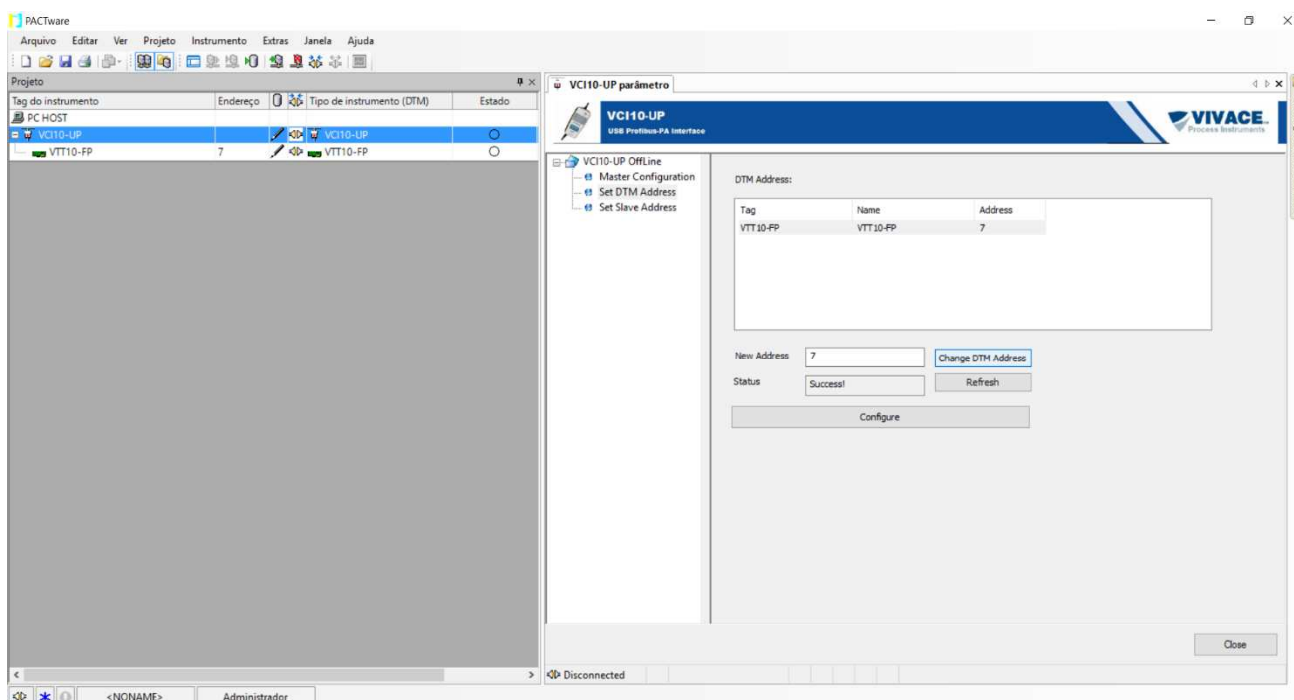 PACTware
Arquivo Editar Ver Projeto Instrumento Extras Janela Ajuda
Projeto
Tag do instrumento Endereço Tipo de instrumento (DTM) Estado
PC HOST
VCI10-UP VCI10-UP
VTT10-FP 7 VTT10-FP
VCI10-UP parâmetro
VCI10-UP
USB Profibus-PA Interface
VIVACE
Process Instruments
VCI10-UP OffLine
Master Configuration
Set DTM Address
Set Slave Address
DTM Address:
Tag Name Address
VTT10-FP VTT10-FP 7
New Address 7 Change DTM Address
Status Success! Refresh
Configure
Close
Disconnected
<NONAME> Administrador